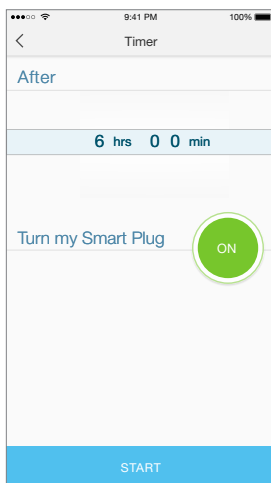 9:41 PM 100%
Timer
After
6 hrs 0 0 min
Turn my Smart Plug
ON
START